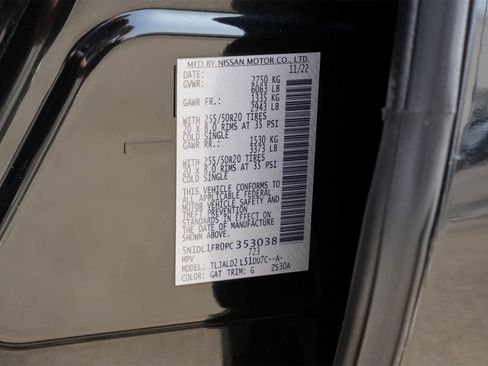 MFD BY NISSAN MOTOR CO., LTD.
DATE: 11/22
GVWR: 2750 KG
6063 LB
GAWR FR.: 1335 KG
2943 LB
WITH 255/50R20 TIRES
20 x 8.0 RIMS AT 35 PSI
COLD SINGLE
GAWR RR.: 1530 KG
3373 LB
WITH 255/50R20 TIRES
20 x 8.0 RIMS AT 35 PSI
COLD SINGLE
THIS VEHICLE CONFORMS TO
ALL APPLICABLE FEDERAL
MOTOR VEHICLE SAFETY AND
THEFT PREVENTION
STANDARDS IN EFFECT ON
THE DATE OF MANUFACTURE
SHOWN ABOVE.
5N1DL1FR0PC 353038
MPV 723
MODEL: TLJALD2 L51DU7C--A-
COLOR: GAT TRIM: G 2S30A